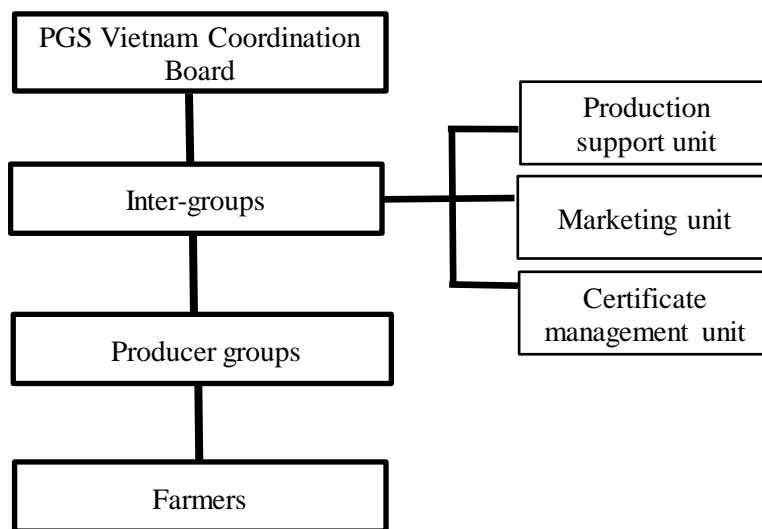 PGS Vietnam Coordination
Board
Inter-groups
Producer groups
Farmers
Production
support unit
Marketing unit
Certificate
management unit